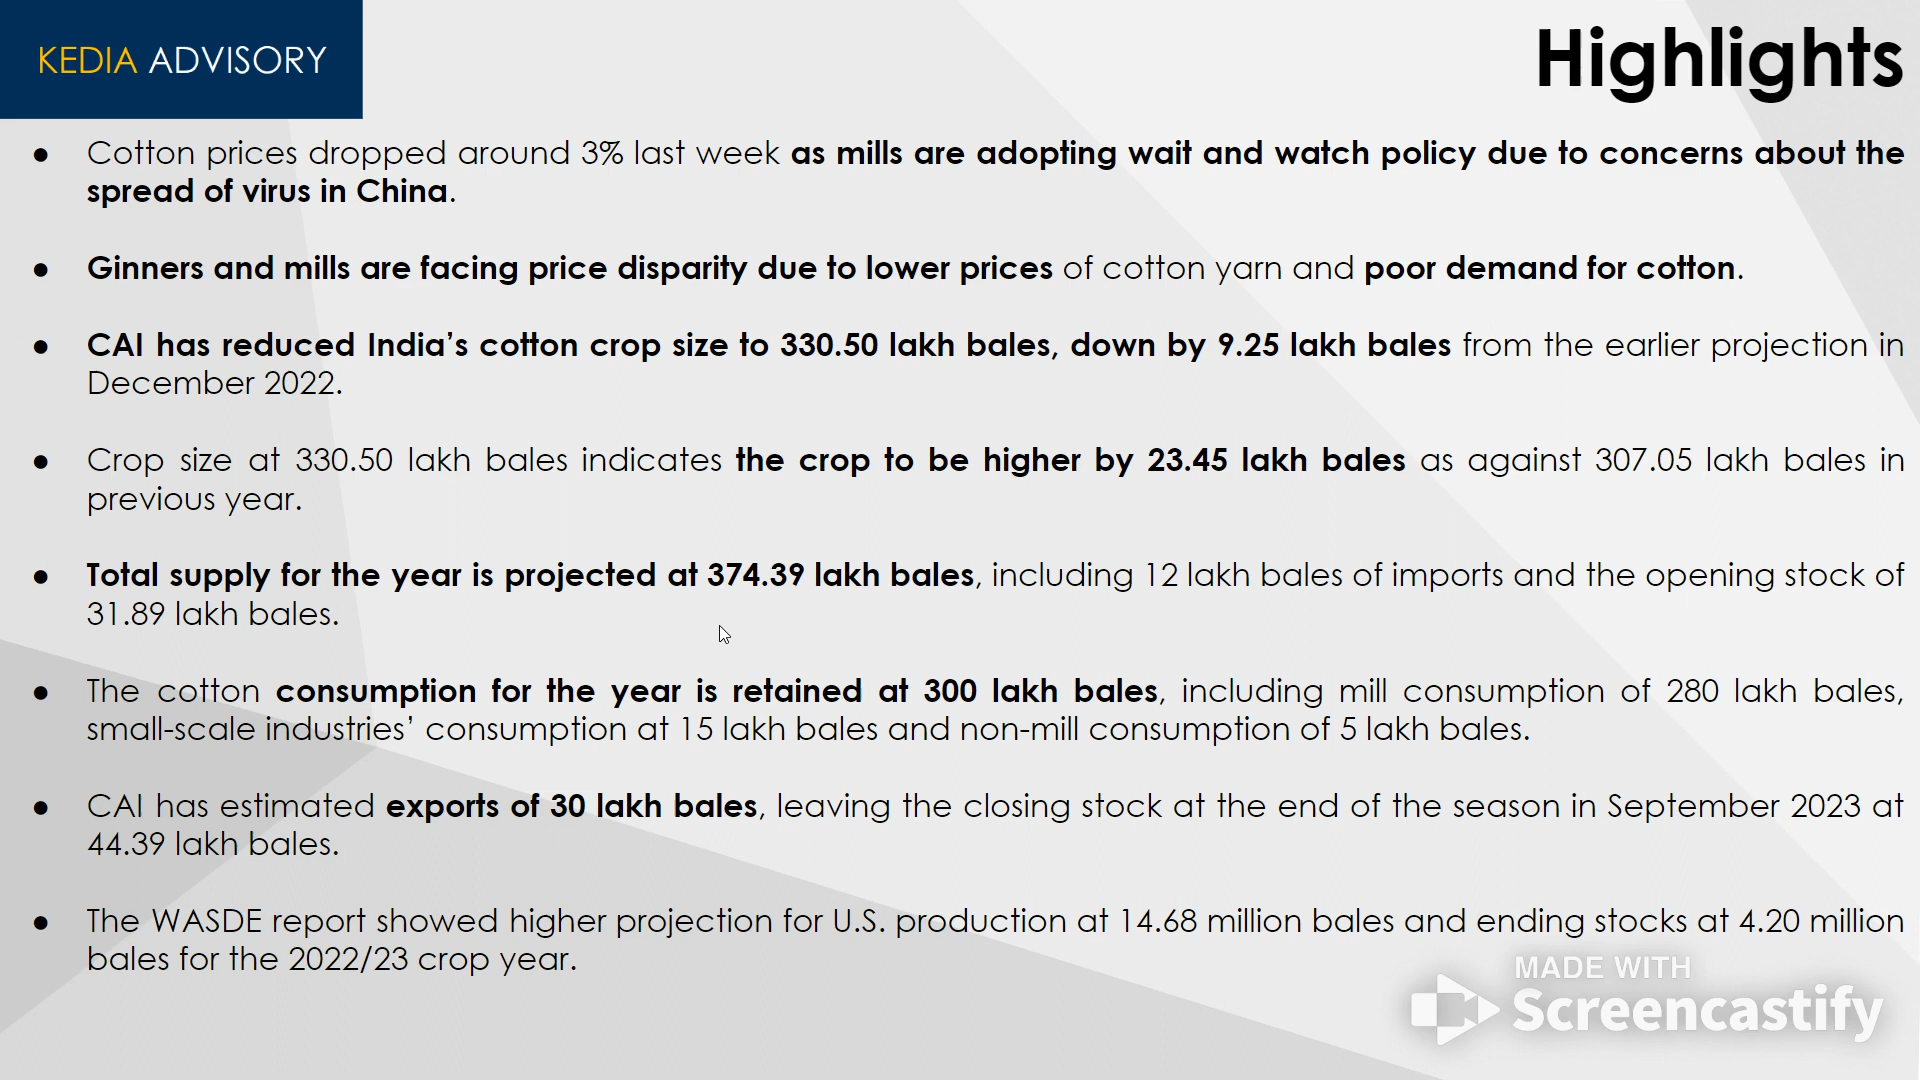 KEDIA ADVISORY
Highlights
● Cotton prices dropped around 3% last week as mills are adopting wait and watch policy due to concerns about the
spread of virus in China.
● Ginners and mills are facing price disparity due to lower prices of cotton yarn and poor demand for cotton.
● CAI has reduced India’s cotton crop size to 330.50 lakh bales, down by 9.25 lakh bales from the earlier projection in
December 2022.
● Crop size at 330.50 lakh bales indicates the crop to be higher by 23.45 lakh bales as against 307.05 lakh bales in
previous year.
● Total supply for the year is projected at 374.39 lakh bales, including 12 lakh bales of imports and the opening stock of
31.89 lakh bales.
● The cotton consumption for the year is retained at 300 lakh bales, including mill consumption of 280 lakh bales,
small-scale industries’ consumption at 15 lakh bales and non-mill consumption of 5 lakh bales.
● CAI has estimated exports of 30 lakh bales, leaving the closing stock at the end of the season in September 2023 at
44.39 lakh bales.
● The WASDE report showed higher projection for U.S. production at 14.68 million bales and ending stocks at 4.20 million
bales for the 2022/23 crop year.
MADE WITH
Screencastify